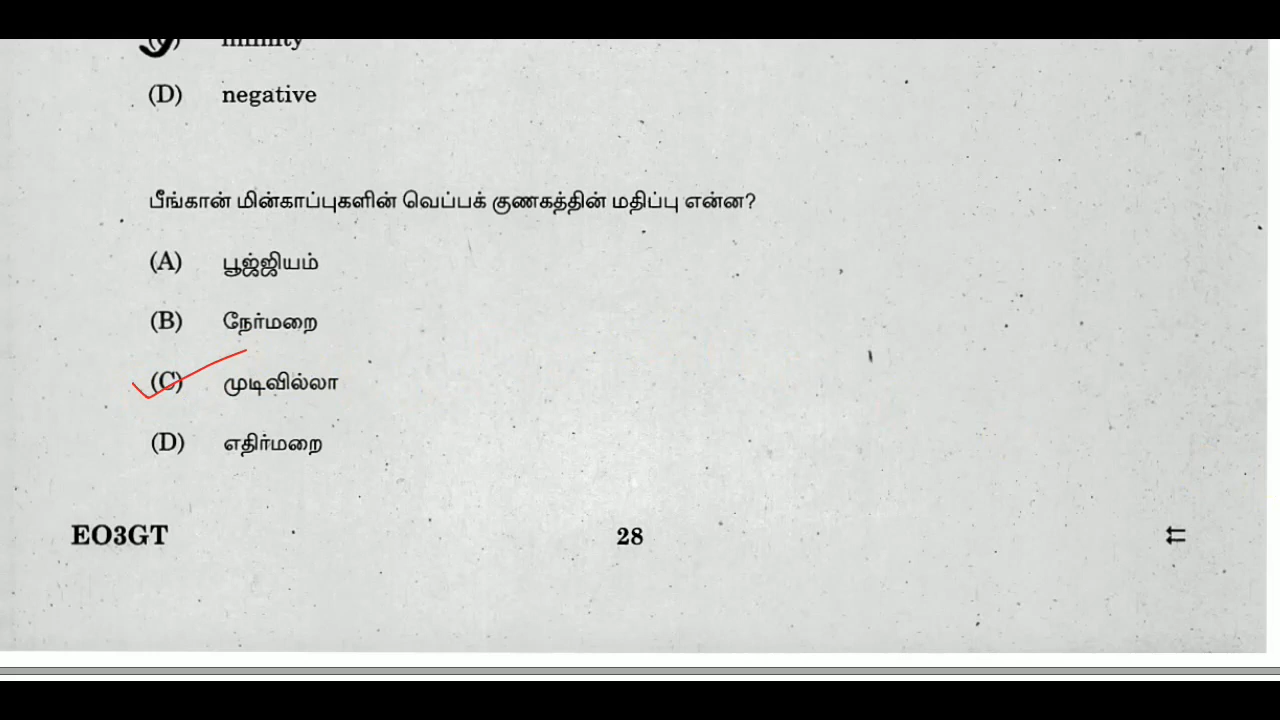 (D) negative
பீங்கான் மின்காப்புகளின் வெப்பக் குணகத்தின் மதிப்பு என்ன?
(A) பூஜ்ஜியம்
(B) நேர்மறை
(C) முடிவில்லா
(D) எதிர்மறை
EO3GT 28